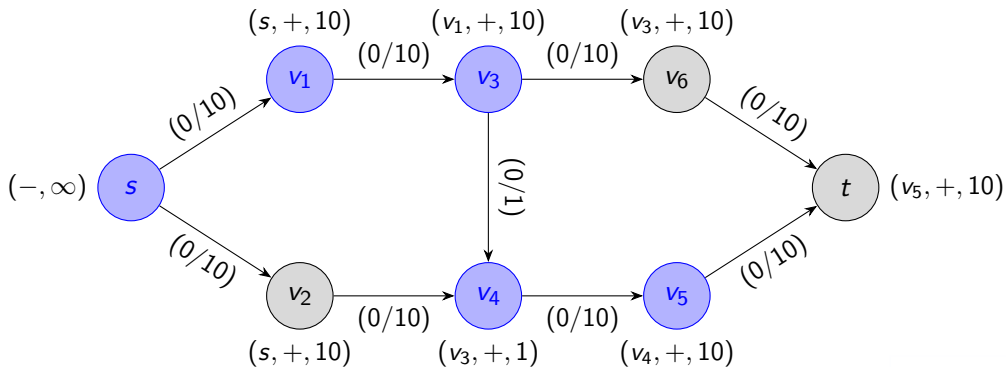 (s, +, 10)
(v₁, +, 10)
(v₃, +, 10)
v₁
(0/10)
v₃
(0/10)
v₆
(0/10)
(0/10)
(−, ∞)
s
(0/1)
t
(v₅, +, 10)
(0/10)
(0/10)
v₂
(0/10)
v₄
(0/10)
v₅
(s, +, 10)
(v₃, +, 1)
(v₄, +, 10)